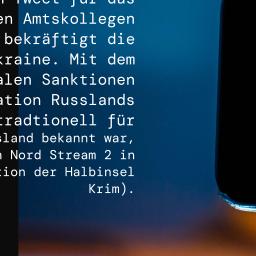 Tweet für das
en Amtskollegen
bekräftigt die
kraine. Mit dem
alen Sanktionen
ation Russlands
tradtionell für
sland bekannt war,
n Nord Stream 2 in
tion der Halbinsel
Krim).